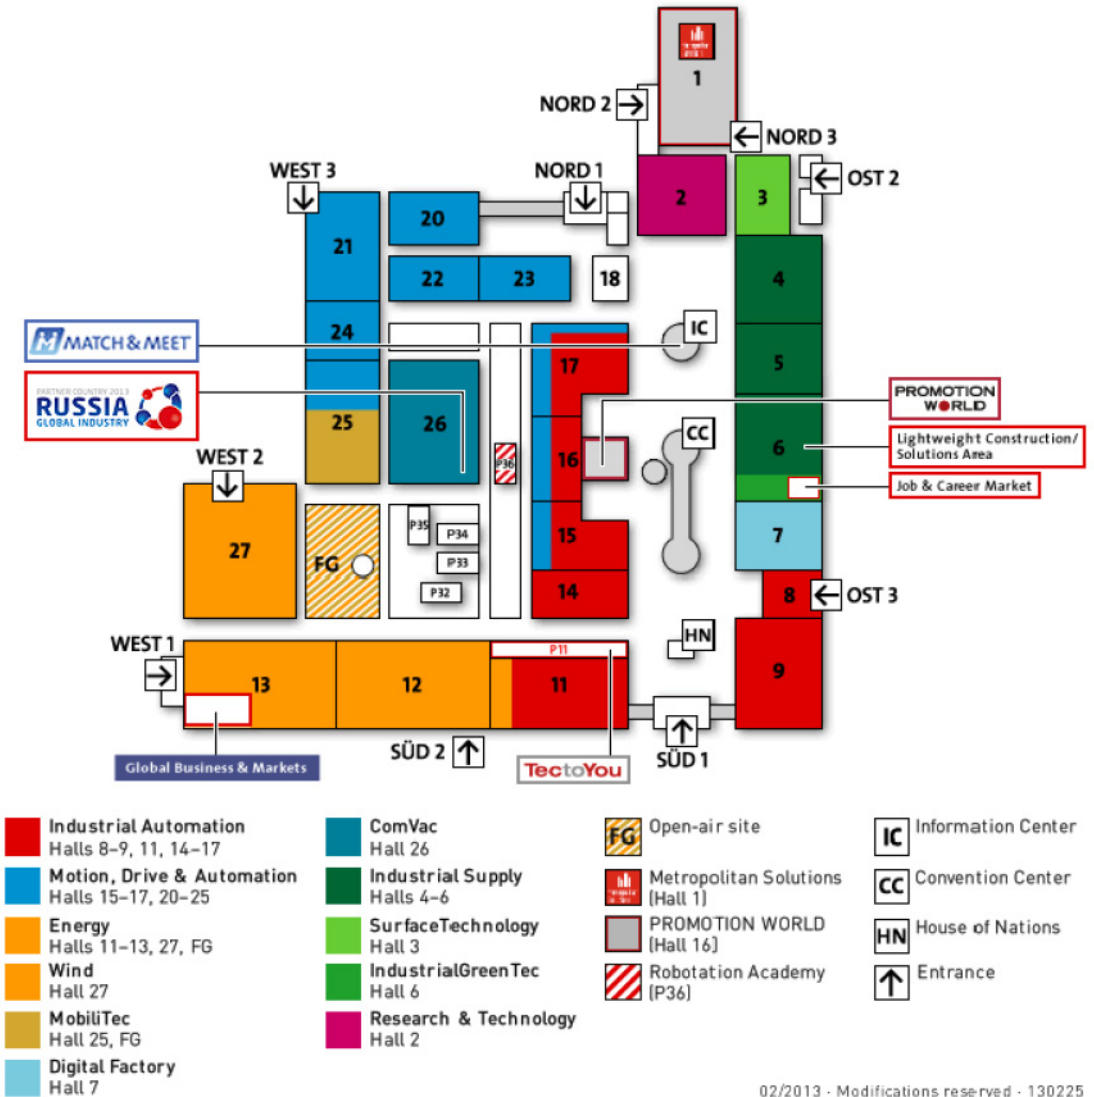 1
NORD 2
NORD 3
WEST 3
NORD 1
OST 2
2
3
20
21
22
23
18
4
24
IC
MATCH & MEET
17
5
PARTNER COUNTRY 2013
RUSSIA
GLOBAL INDUSTRY
PROMOTION
WORLD
25
26
CC
Lightweight Construction/
Solutions Area
6
WEST 2
P36
16
Job & Career Market
P35
P34
15
7
27
FG
P33
P32
14
8
OST 3
WEST 1
HN
P11
13
12
11
9
SÜD 2
SÜD 1
Global Business & Markets
TectoYou
Industrial Automation
Halls 8–9, 11, 14–17
Motion, Drive & Automation
Halls 15–17, 20–25
Energy
Halls 11–13, 27, FG
Wind
Hall 27
MobiliTec
Hall 25, FG
Digital Factory
Hall 7
ComVac
Hall 26
Industrial Supply
Halls 4–6
SurfaceTechnology
Hall 3
IndustrialGreenTec
Hall 6
Research & Technology
Hall 2
FG
Open-air site
Metropolitan Solutions
(Hall 1)
PROMOTION WORLD
(Hall 16)
Robotation Academy
(P36)
IC
Information Center
CC
Convention Center
HN
House of Nations
Entrance
02/2013 · Modifications reserved · 130225